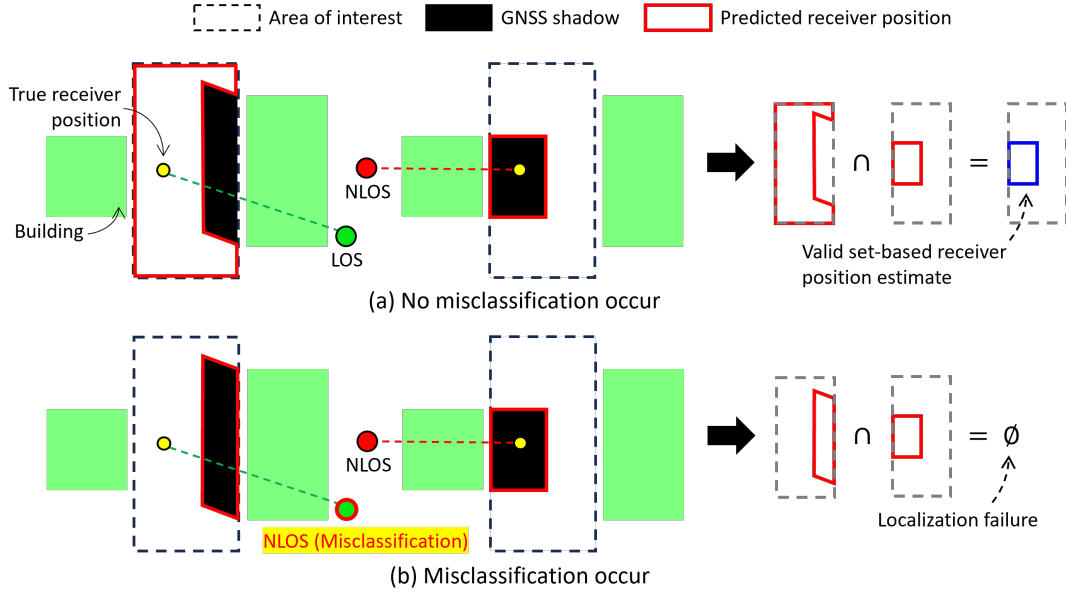 Area of interest
GNSS shadow
Predicted receiver position
True receiver
position
Building
LOS
NLOS
∩
=
Valid set-based receiver
position estimate
(a) No misclassification occur
NLOS (Misclassification)
NLOS
∩
= ∅
Localization failure
(b) Misclassification occur